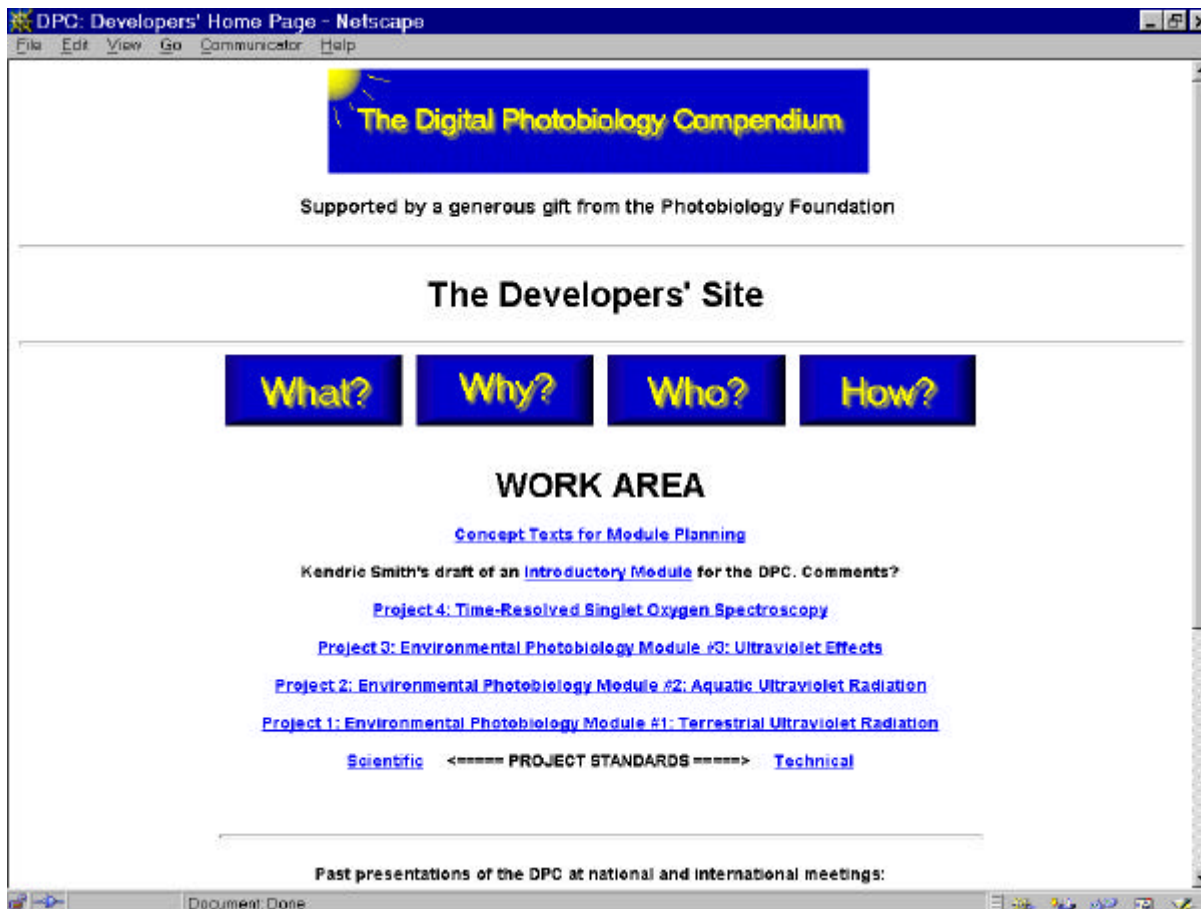 DPC: Developers' Home Page - Netscape
File Edit View Go Communicator Help
The Digital Photobiology Compendium
Supported by a generous gift from the Photobiology Foundation
The Developers' Site
What? Why? Who? How?
WORK AREA
Concept Texts for Module Planning
Kendric Smith's draft of an Introductory Module for the DPC. Comments?
Project 4: Time-Resolved Singlet Oxygen Spectroscopy
Project 3: Environmental Photobiology Module #3: Ultraviolet Effects
Project 2: Environmental Photobiology Module #2: Aquatic Ultraviolet Radiation
Project 1: Environmental Photobiology Module #1: Terrestrial Ultraviolet Radiation
Scientific <===== PROJECT STANDARDS =====> Technical
Past presentations of the DPC at national and international meetings:
Document: Done